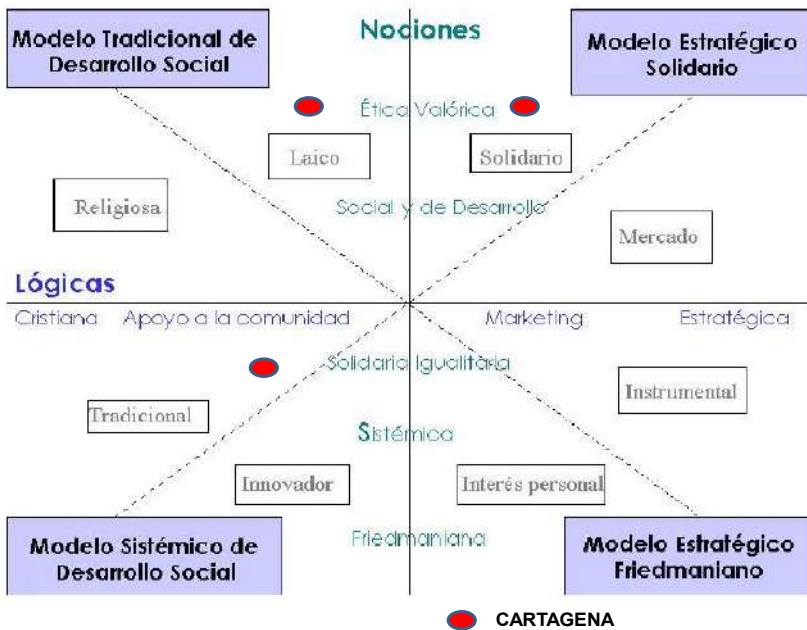 Modelo Tradicional de
Desarrollo Social
Nociones
Modelo Estratégico
Solidario
Ética Valórica
Laico
Solidario
Religiosa
Social y de Desarrollo
Mercado
Lógicas
Cristiana
Apoyo a la comunidad
Marketing
Estratégica
Solidaria Igualitaria
Instrumental
Tradicional
Sistémica
Innovador
Interés personal
Friedmaniana
Modelo Sistémico de
Desarrollo Social
Modelo Estratégico
Friedmaniano
CARTAGENA